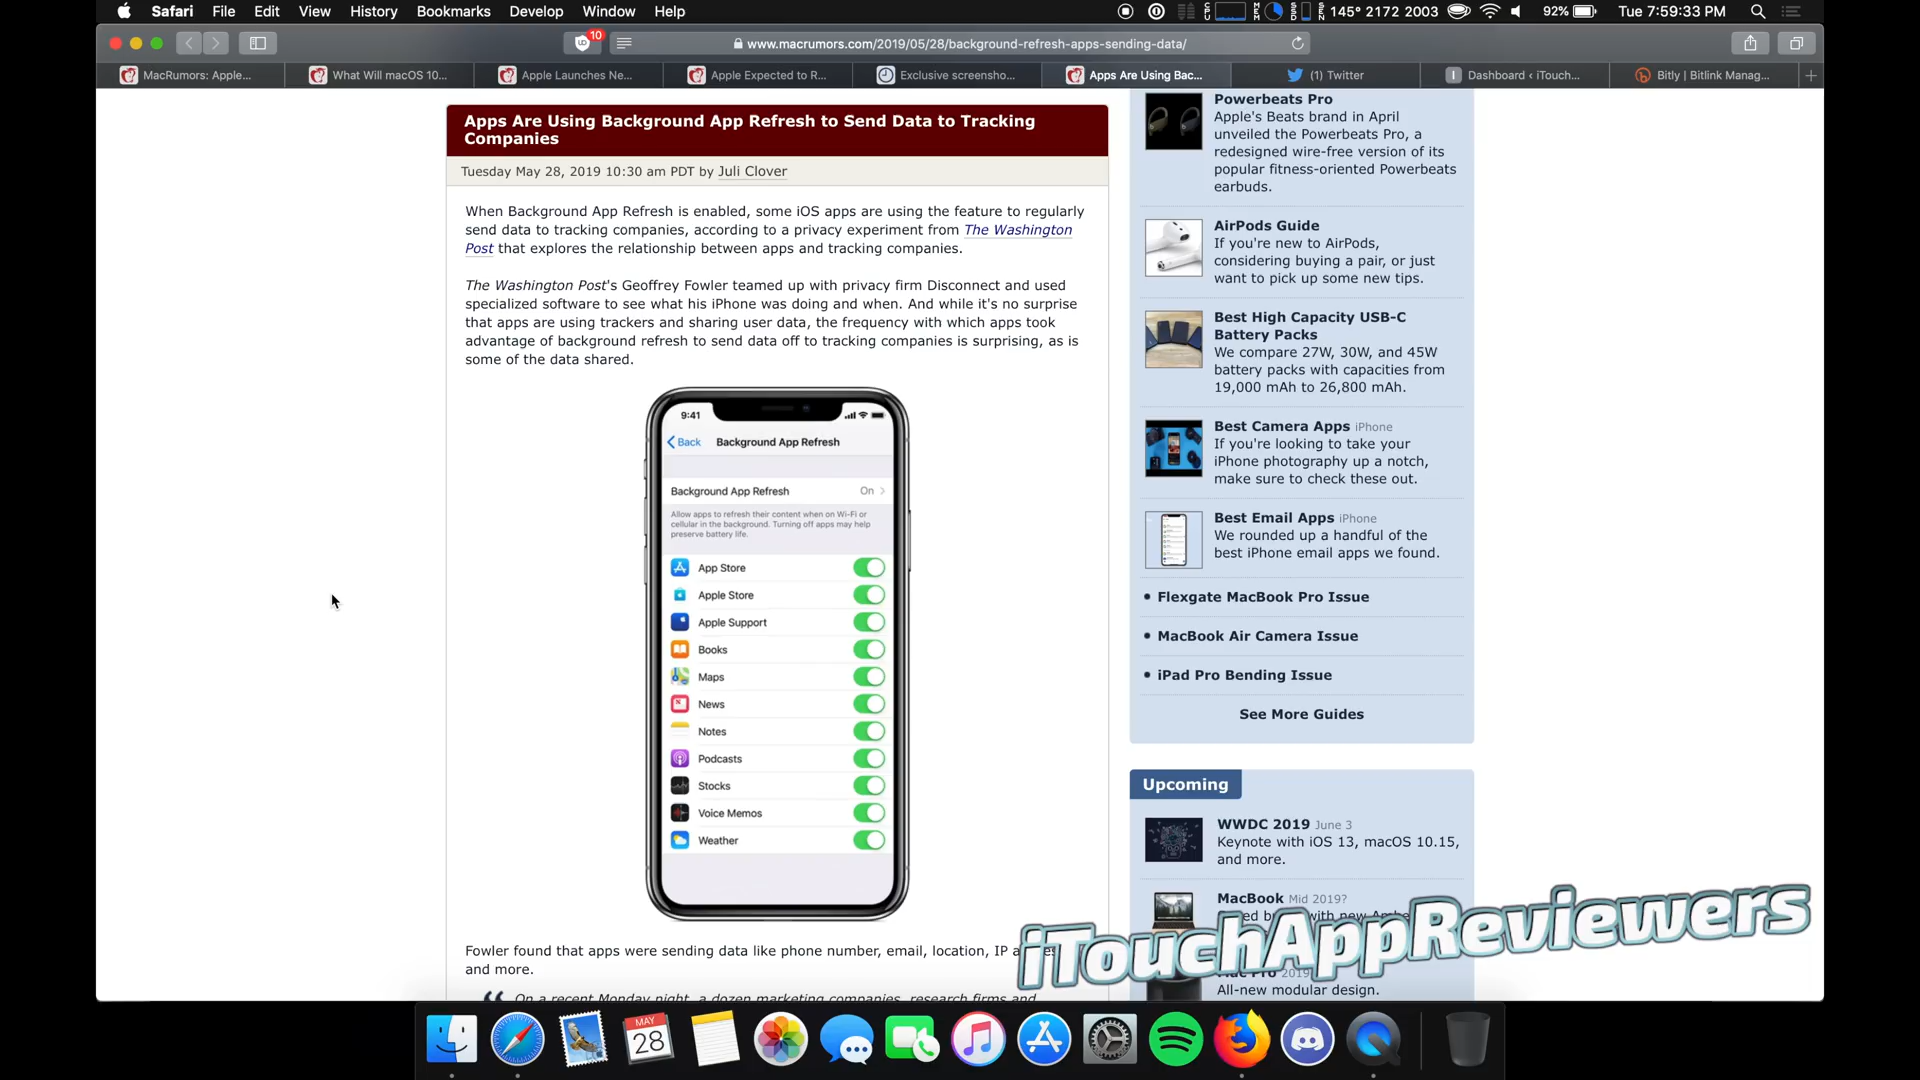 Safari File Edit View History Bookmarks Develop Window Help
145° 2172 2003 92% Tue 7:59:33 PM
10
www.macrumors.com/2019/05/28/background-refresh-apps-sending-data/
MacRumors: Apple... What Will macOS 10... Apple Launches Ne... Apple Expected to R... Exclusive screensho... Apps Are Using Bac... (1) Twitter Dashboard ‹ iTouch... Bitly | Bitlink Manag...
Apps Are Using Background App Refresh to Send Data to Tracking
Companies
Tuesday May 28, 2019 10:30 am PDT by Juli Clover
When Background App Refresh is enabled, some iOS apps are using the feature to regularly
send data to tracking companies, according to a privacy experiment from The Washington
Post that explores the relationship between apps and tracking companies.
The Washington Post's Geoffrey Fowler teamed up with privacy firm Disconnect and used
specialized software to see what his iPhone was doing and when. And while it's no surprise
that apps are using trackers and sharing user data, the frequency with which apps took
advantage of background refresh to send data off to tracking companies is surprising, as is
some of the data shared.
9:41
Back Background App Refresh
Background App Refresh On
Allow apps to refresh their content when on Wi-Fi or
cellular in the background. Turning off apps may help
preserve battery life.
App Store
Apple Store
Apple Support
Books
Maps
News
Notes
Podcasts
Stocks
Voice Memos
Weather
Fowler found that apps were sending data like phone number, email, location, IP
and more.
On a recent Monday night, a dozen marketing companies, research firms and
Powerbeats Pro
Apple's Beats brand in April
unveiled the Powerbeats Pro, a
redesigned wire-free version of its
popular fitness-oriented Powerbeats
earbuds.
AirPods Guide
If you're new to AirPods,
considering buying a pair, or just
want to pick up some new tips.
Best High Capacity USB-C
Battery Packs
We compare 27W, 30W, and 45W
battery packs with capacities from
19,000 mAh to 26,800 mAh.
Best Camera Apps iPhone
If you're looking to take your
iPhone photography up a notch,
make sure to check these out.
Best Email Apps iPhone
We rounded up a handful of the
best iPhone email apps we found.
• Flexgate MacBook Pro Issue
• MacBook Air Camera Issue
• iPad Pro Bending Issue
See More Guides
Upcoming
WWDC 2019 June 3
Keynote with iOS 13, macOS 10.15,
and more.
MacBook Mid 2019?
with new
Mac Pro 2019
All-new modular design.
iTouchAppReviewers
MAY
28